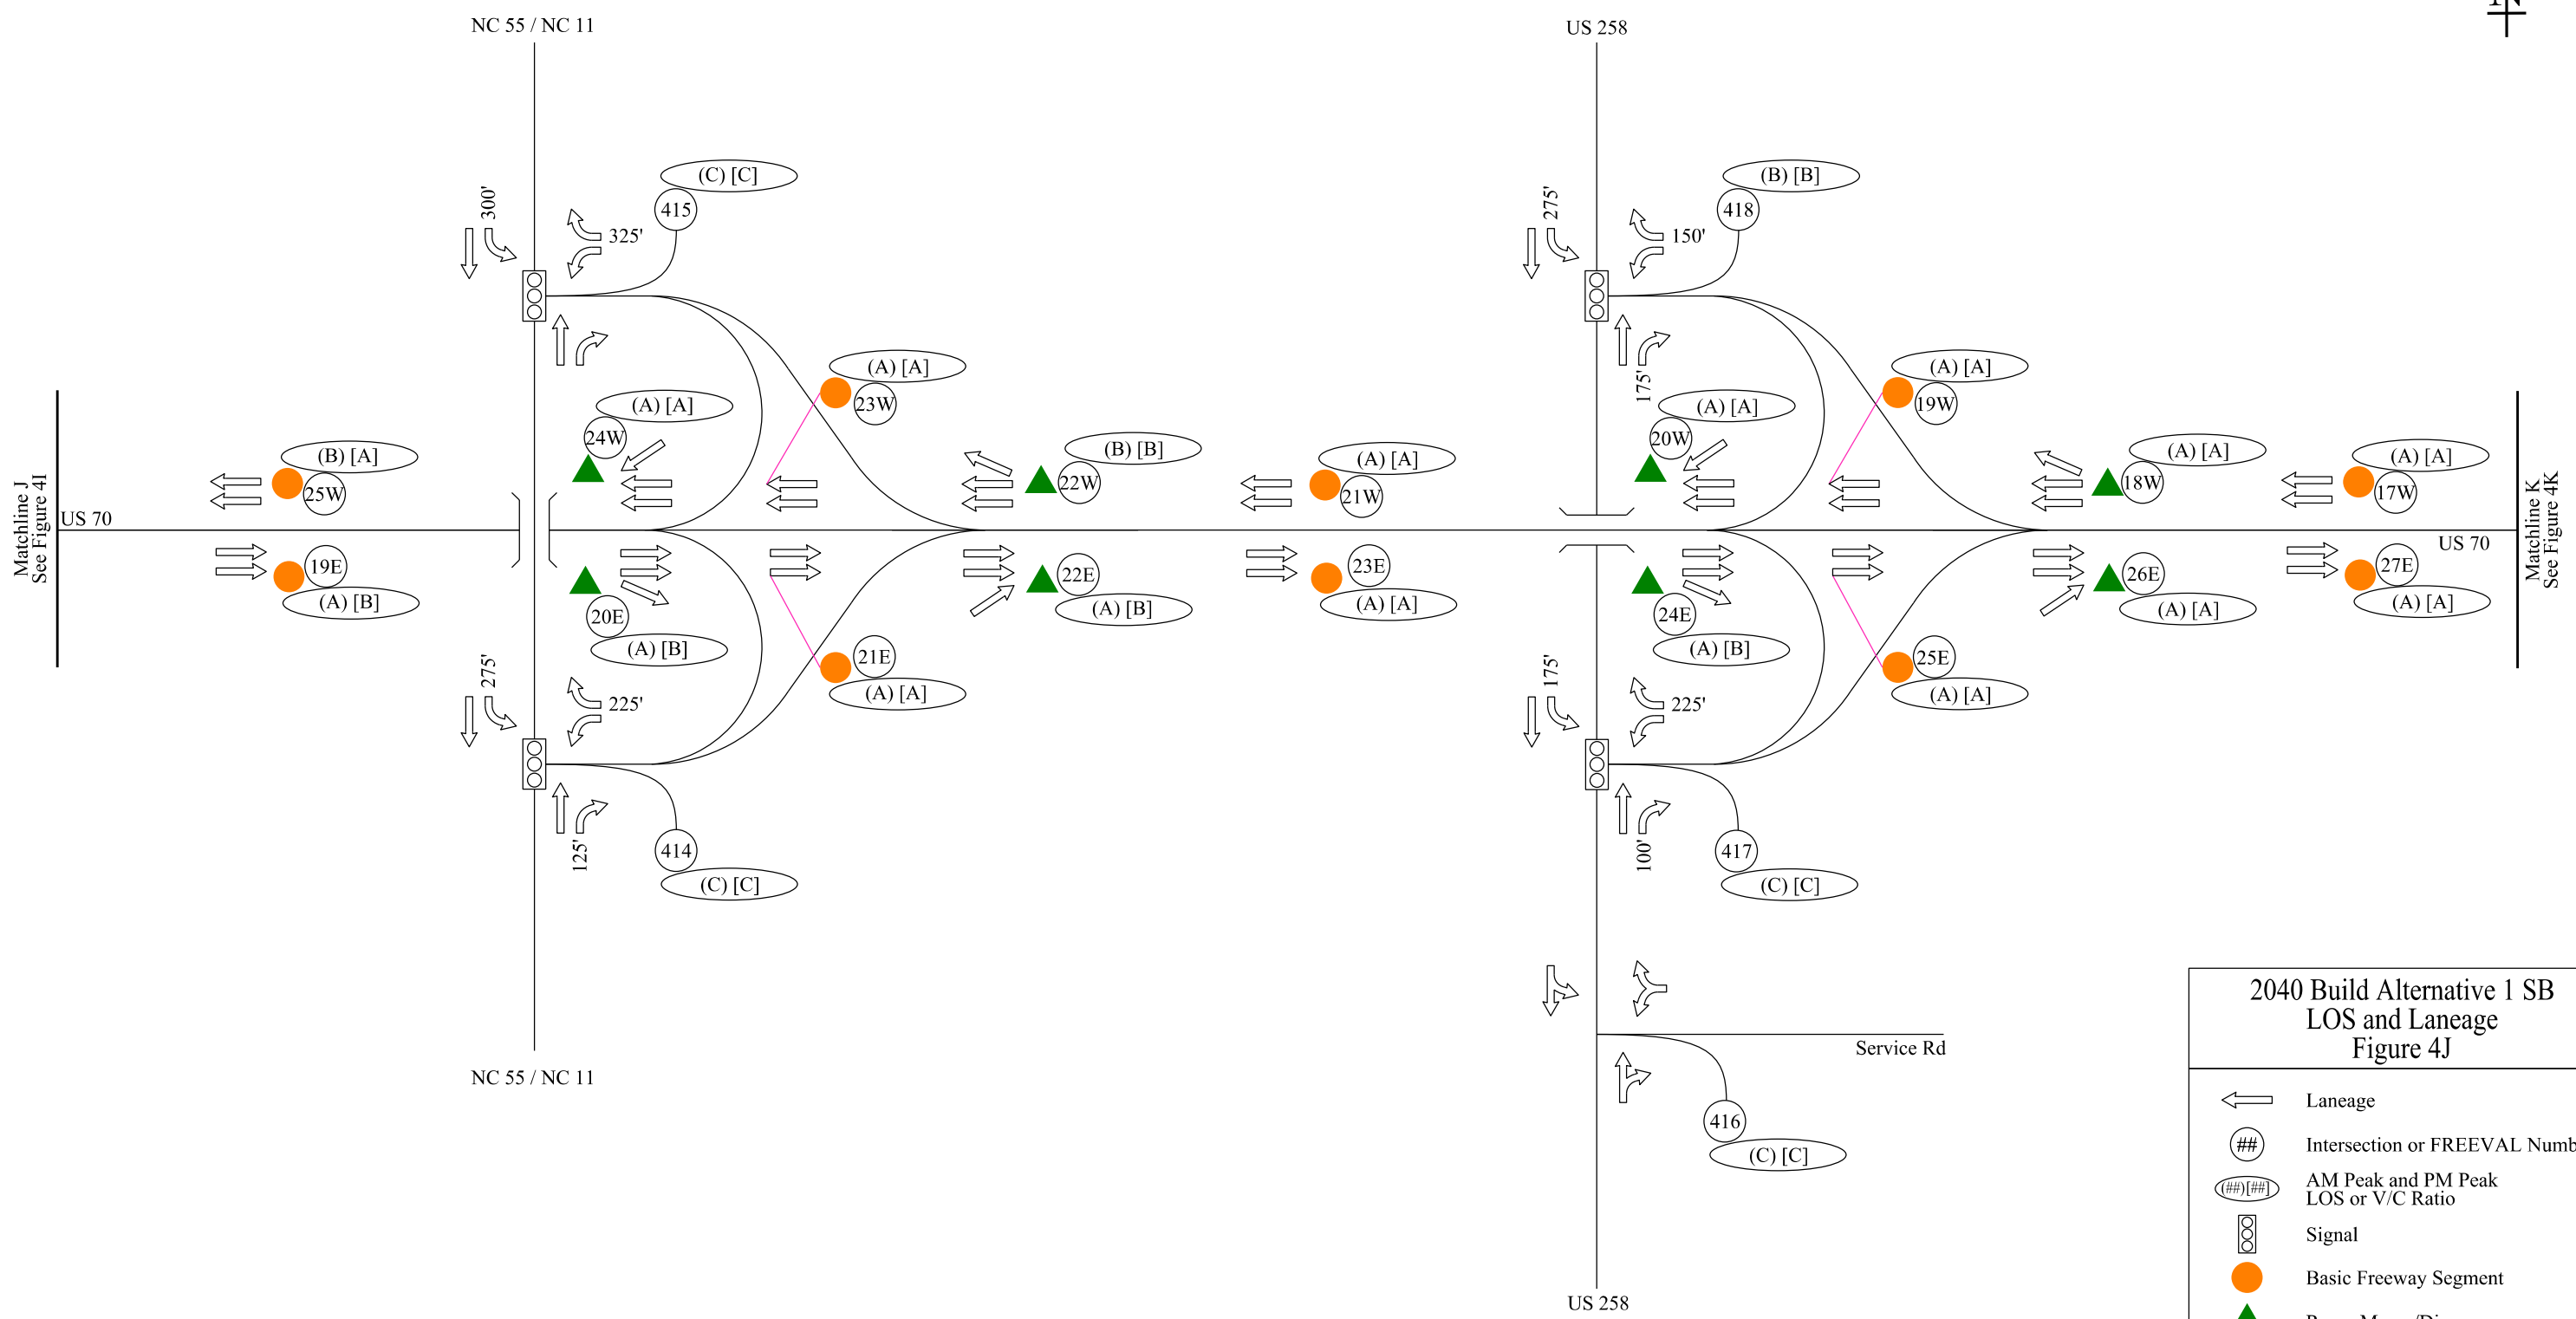 NC 55 / NC 11
US 258
N
(C) [C]
415
300'
325'
(B) [B]
418
275'
150'
(A) [A]
23W
(A) [A]
24W
175'
(A) [A]
19W
(A) [A]
20W
(B) [A]
25W
(B) [B]
22W
(A) [A]
21W
(A) [A]
18W
(A) [A]
17W
Matchline J
See Figure 4I
US 70
US 70
Matchline K
See Figure 4K
19E
(A) [B]
20E
(A) [B]
22E
(A) [B]
23E
(A) [A]
24E
(A) [B]
26E
(A) [A]
27E
(A) [A]
21E
(A) [A]
25E
(A) [A]
275'
225'
175'
225'
125'
414
(C) [C]
100'
417
(C) [C]
Service Rd
416
(C) [C]
NC 55 / NC 11
US 258
2040 Build Alternative 1 SB
LOS and Laneage
Figure 4J
Laneage
## Intersection or FREEVAL Numb
(##)[##] AM Peak and PM Peak
LOS or V/C Ratio
Signal
Basic Freeway Segment